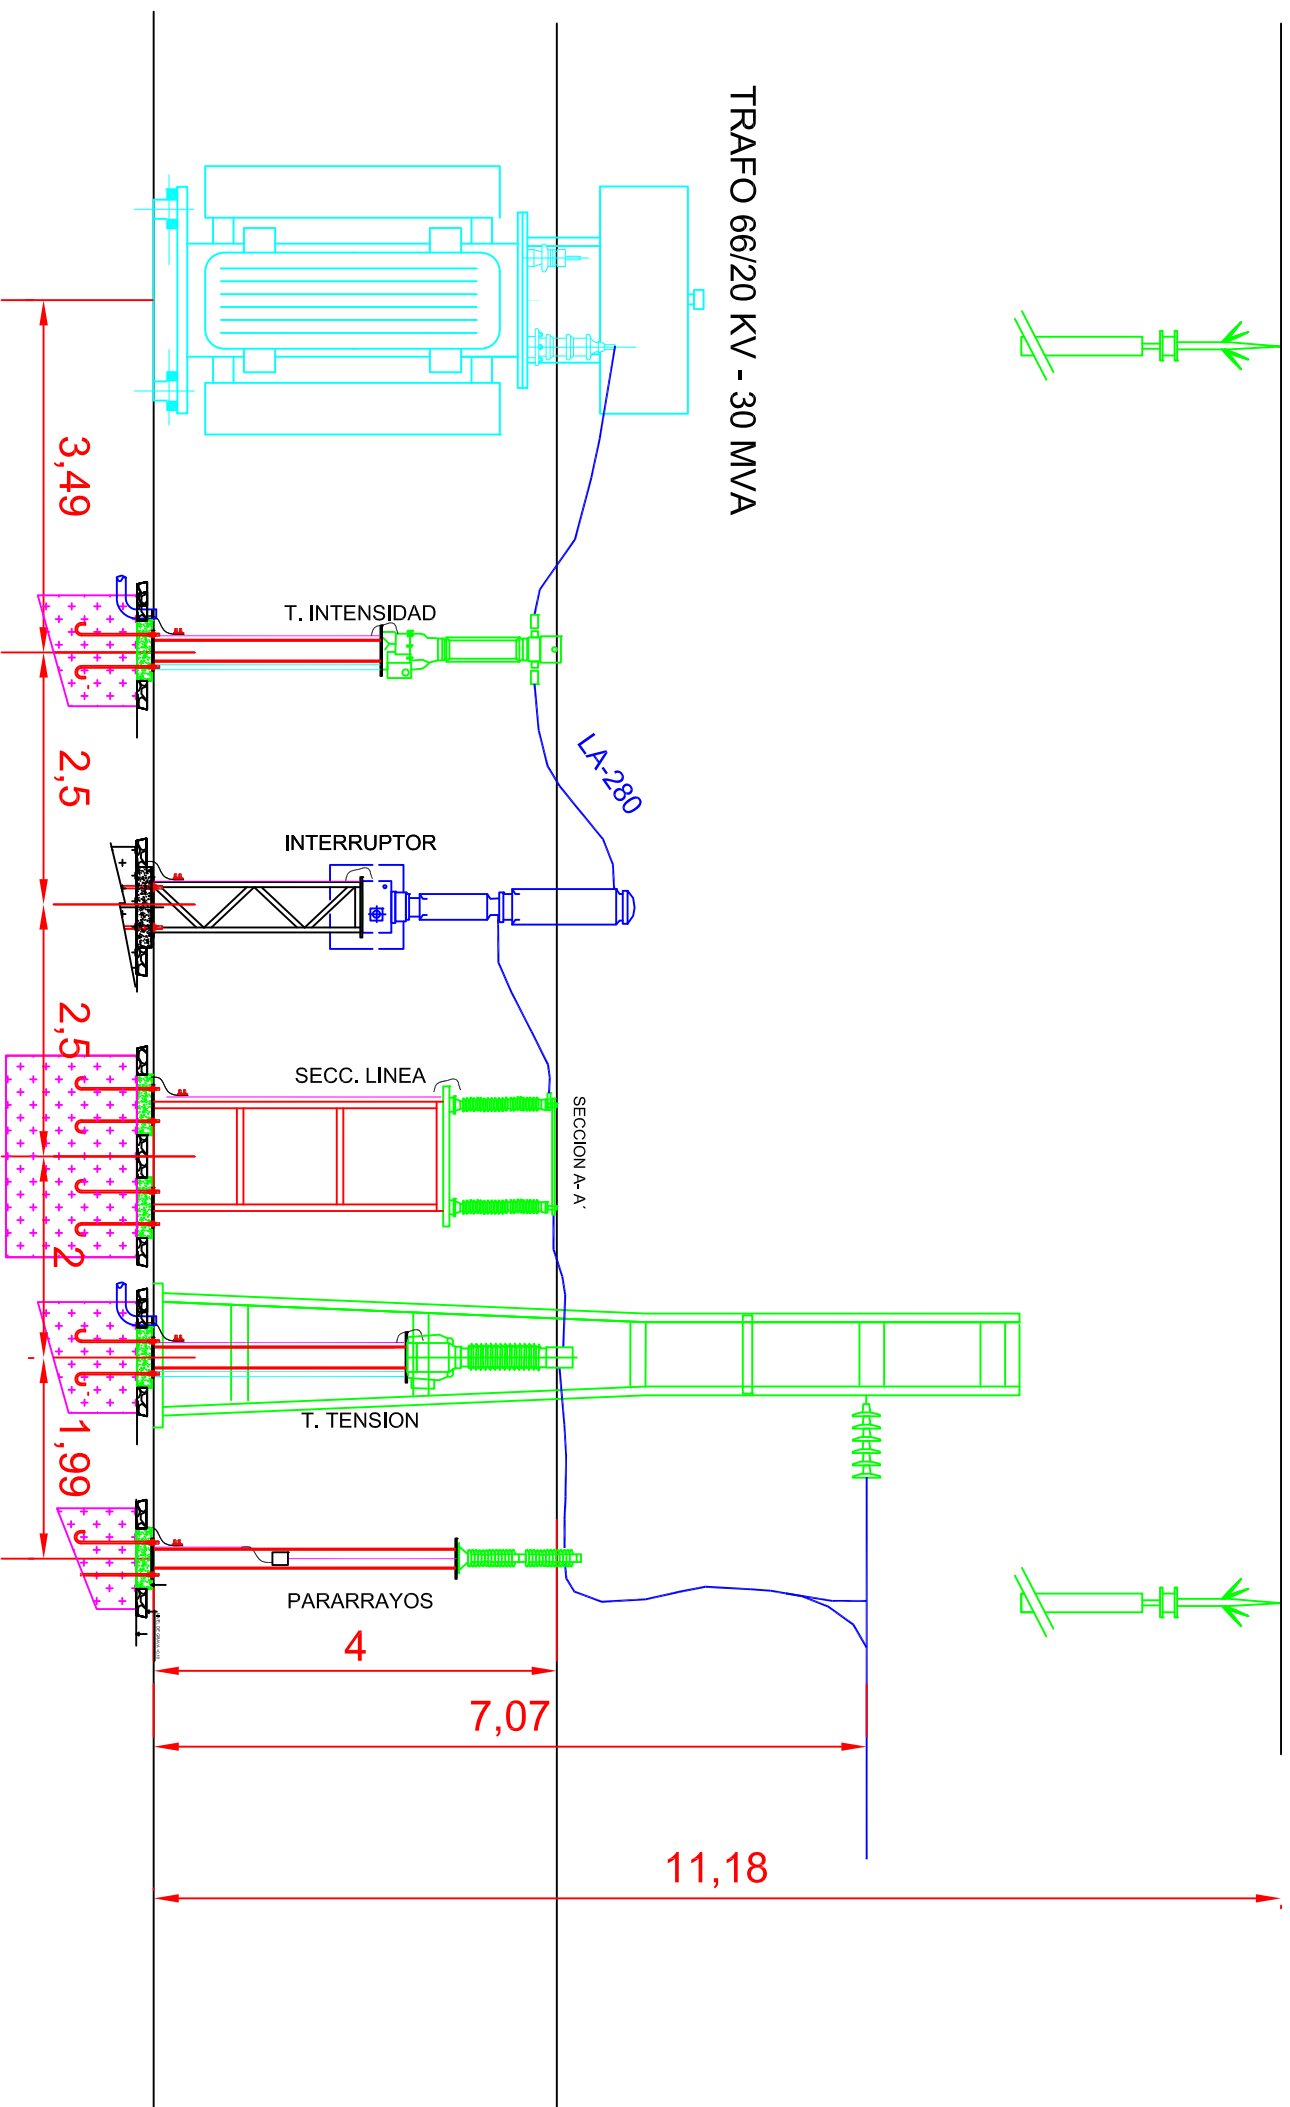 TRAFO 66/20 KV - 30 MVA
3,49
T. INTENSIDAD
2,5
LA-280
INTERRUPTOR
2,5
SECC. LINEA
SECCION A- A´
2
T. TENSION
1,99
PARARRAYOS
4
7,07
11,18